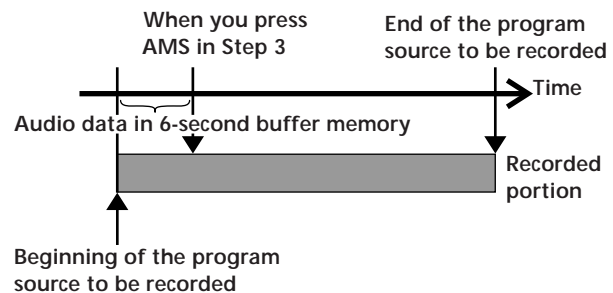 When you press
AMS in Step 3
End of the program
source to be recorded
Time
Audio data in 6-second buffer memory
Recorded
portion
Beginning of the program
source to be recorded